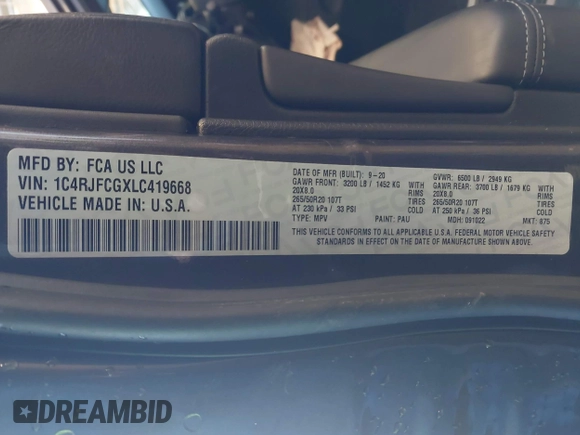 MFD BY: FCA US LLC
VIN: 1C4RJFCGXLC419668
VEHICLE MADE IN: U.S.A.
DATE OF MFR (BUILT): 9-20 GVWR: 6500 LB / 2949 KG
GAWR FRONT: 3200 LB / 1452 KG WITH GAWR REAR: 3700 LB / 1679 KG WITH
20X8.0 RIMS 20X8.0 RIMS
265/50R20 107T TIRES 265/50R20 107T TIRES
AT 230 kPa / 33 PSI COLD AT 250 kPa / 36 PSI COLD
TYPE: MPV PAINT: PAU MDH: 091022 MKT: 875
THIS VEHICLE CONFORMS TO ALL APPLICABLE U.S.A. FEDERAL MOTOR VEHICLE SAFETY
STANDARDS IN EFFECT ON THE DATE OF MANUFACTURE SHOWN ABOVE.
DREAMBID